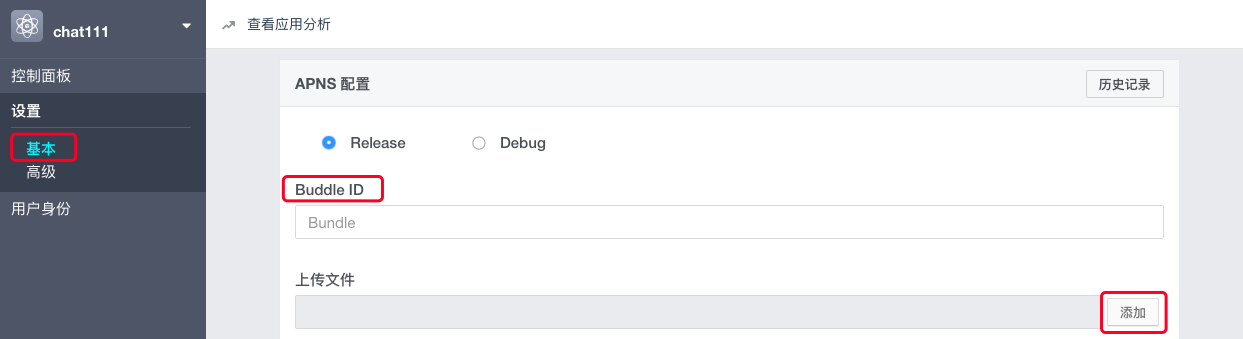 chat111
查看应用分析
控制面板
设置
基本
高级
用户身份
APNS 配置
历史记录
Release
Debug
Buddle ID
Bundle
上传文件
添加